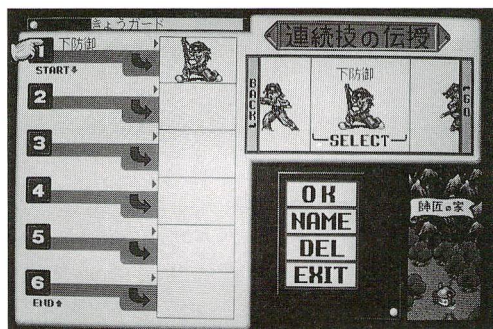 きょうガード
1 下防御
START
2
3
4
5
6
END
連続技の伝授
BACK
下防御
SELECT
GO
OK
NAME
DEL
EXIT
師匠の家